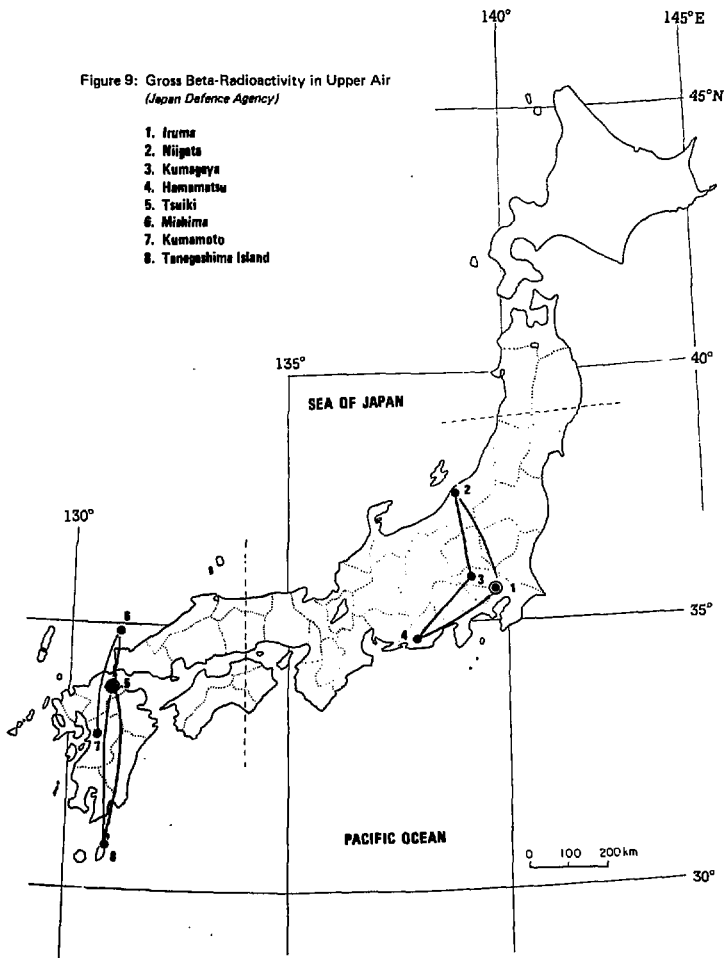 140°
145°E
Figure 9: Gross Beta-Radioactivity in Upper Air
(Japan Defence Agency)
45°N
1. Iruma
2. Niigata
3. Kumagaya
4. Hamamatsu
5. Tsuiki
6. Mishima
7. Kumamoto
8. Tanegashima Island
135°
40°
SEA OF JAPAN
2
130°
3
1
6
4
35°
5
7
PACIFIC OCEAN
8
0 100 200km
30°